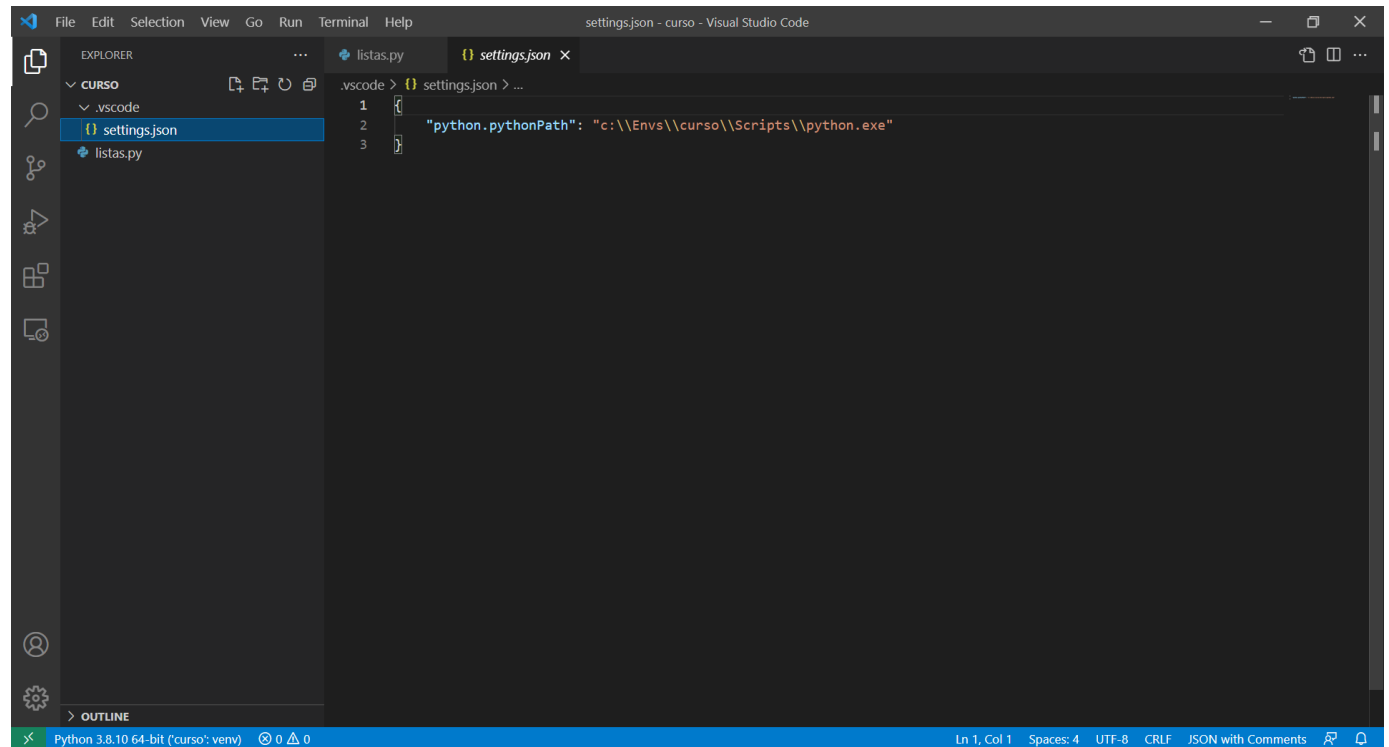 File Edit Selection View Go Run Terminal Help
settings.json - curso - Visual Studio Code
EXPLORER
CURSO
.vscode
{} settings.json
listas.py
OUTLINE
listas.py
{} settings.json
.vscode > {} settings.json > ...
1 {
2 "python.pythonPath": "c:\\Envs\\curso\\Scripts\\python.exe"
3 }
Python 3.8.10 64-bit ('curso': venv) 0 0
Ln 1, Col 1 Spaces: 4 UTF-8 CRLF JSON with Comments